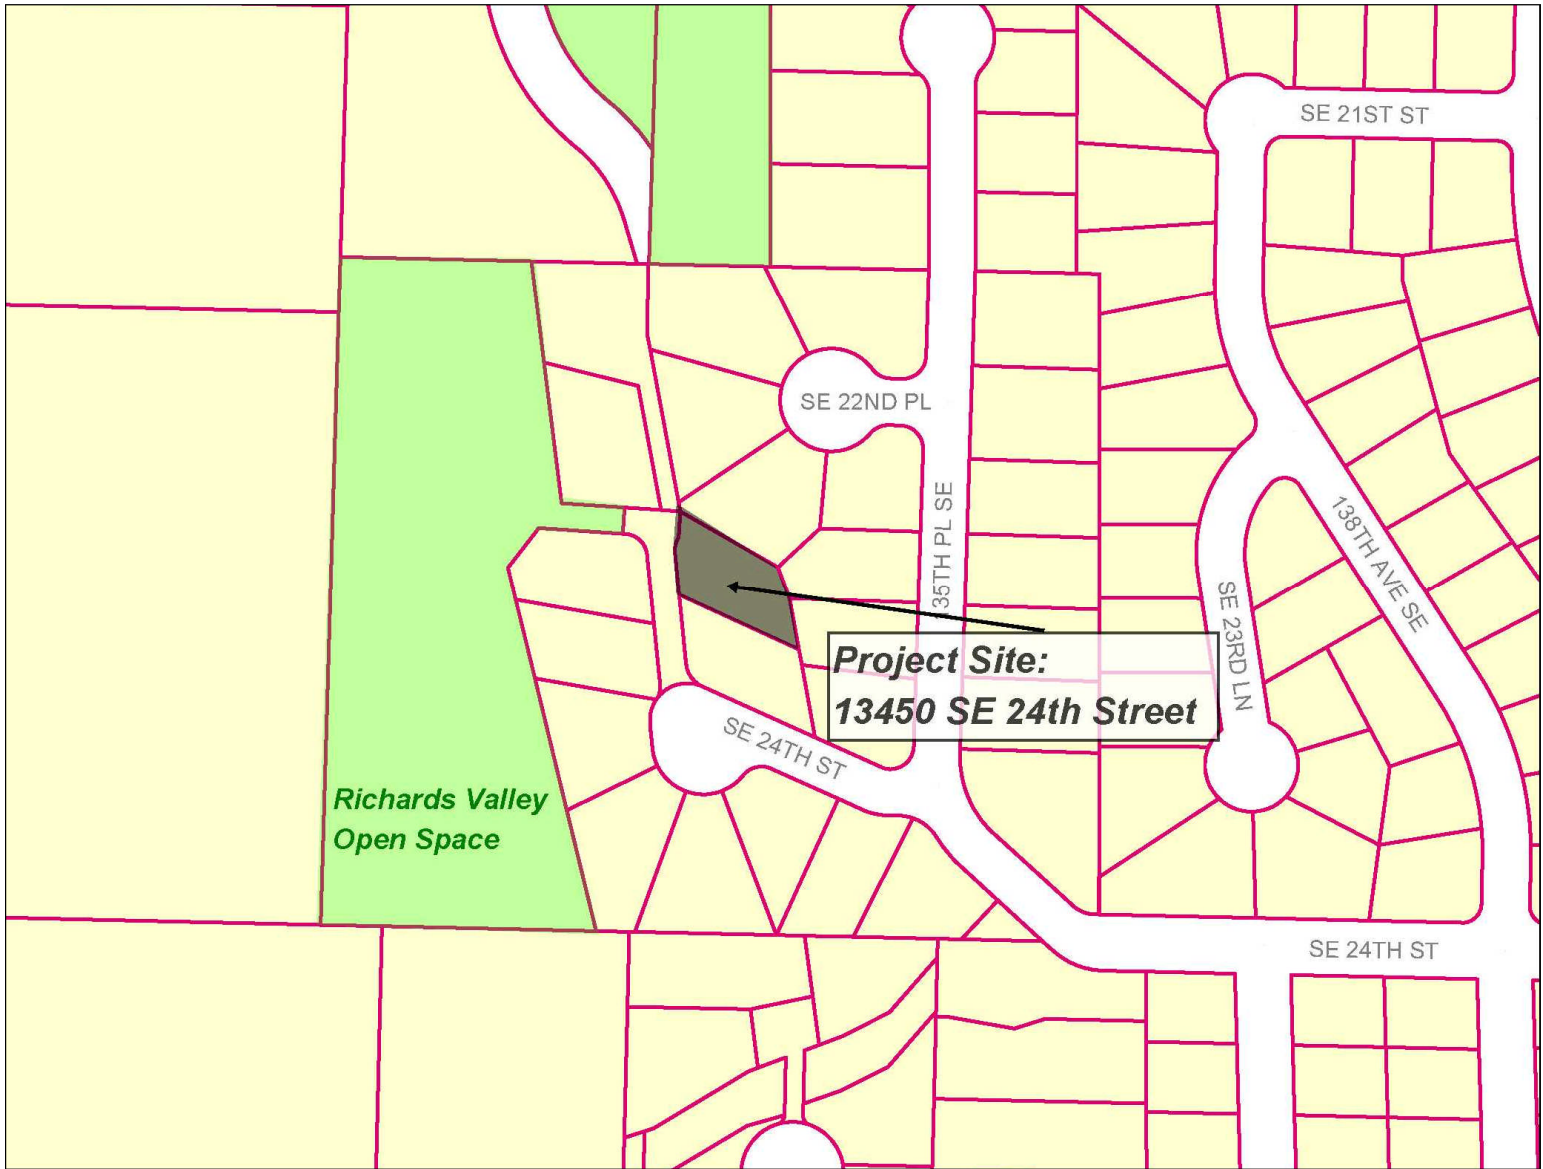 SE 21ST ST
SE 22ND PL
35TH PL SE
138TH AVE SE
SE 23RD LN
Project Site:
13450 SE 24th Street
SE 24TH ST
Richards Valley
Open Space
SE 24TH ST